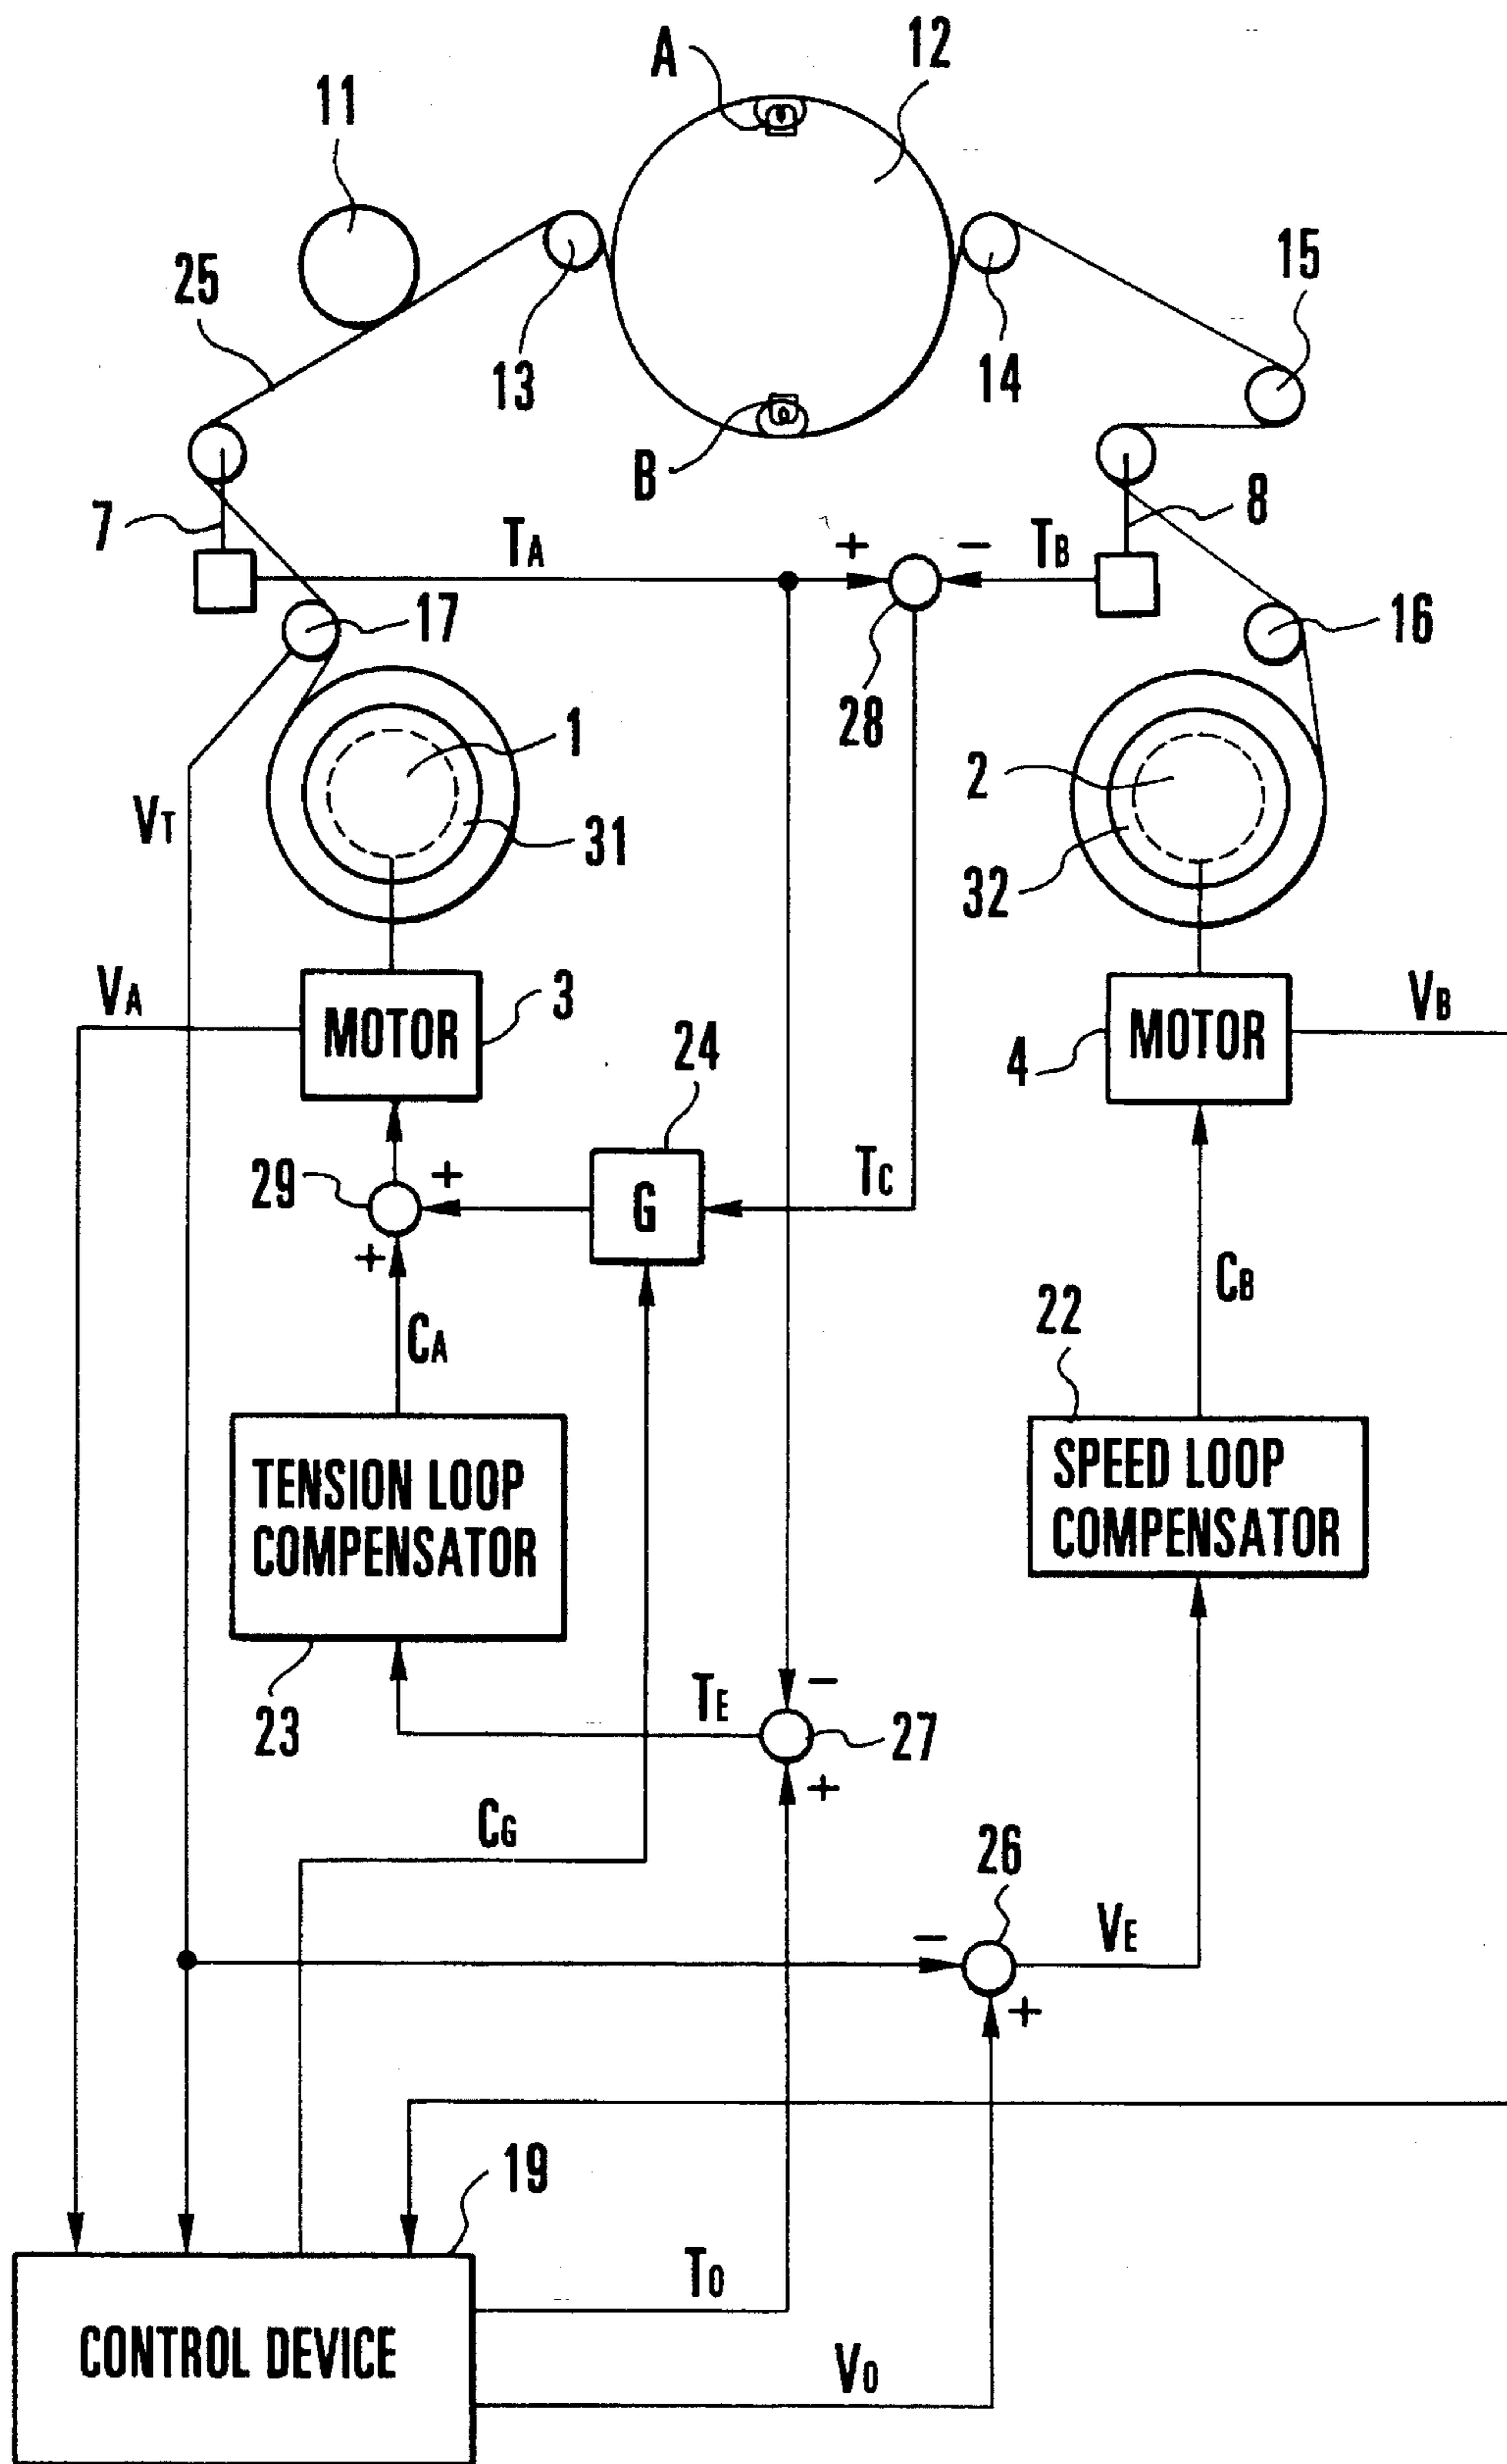 A
12
11
15
25
13
14
B
7
8
TA
+
−
TB
17
16
28
1
2
VT
31
32
VA
MOTOR
3
4
MOTOR
VB
24
29
+
G
TC
+
CA
CB
22
TENSION LOOP
COMPENSATOR
SPEED LOOP
COMPENSATOR
23
TE
−
27
+
CG
26
−
VE
+
19
TO
CONTROL DEVICE
VO